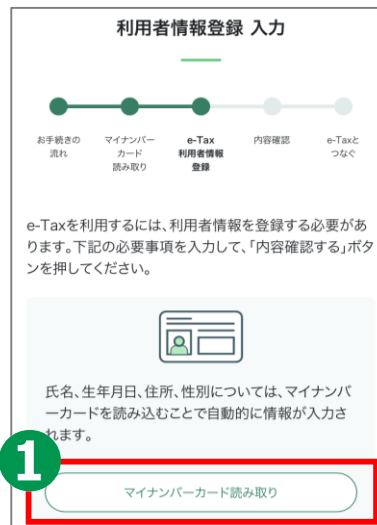 利用者情報登録 入力
お手続きの
流れ
マイナンバー
カード
読み取り
e-Tax
利用者情報
登録
内容確認
e-Taxと
つなぐ
e-Taxを利用するには、利用者情報を登録する必要があ
ります。下記の必要事項を入力して、「内容確認する」ボタ
ンを押してください。
氏名、生年月日、住所、性別については、マイナンバ
ーカードを読み込むことで自動的に情報が入力さ
れます。
1
マイナンバーカード読み取り